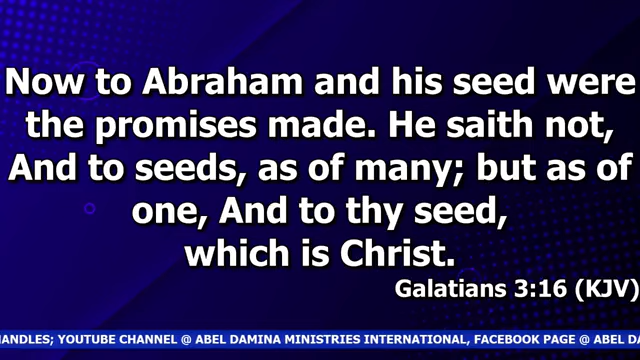 Now to Abraham and his seed were
the promises made. He saith not,
And to seeds, as of many; but as of
one, And to thy seed,
which is Christ.
Galatians 3:16 (KJV)
HANDLES; YOUTUBE CHANNEL @ ABEL DAMINA MINISTRIES INTERNATIONAL, FACEBOOK PAGE @ ABEL DA